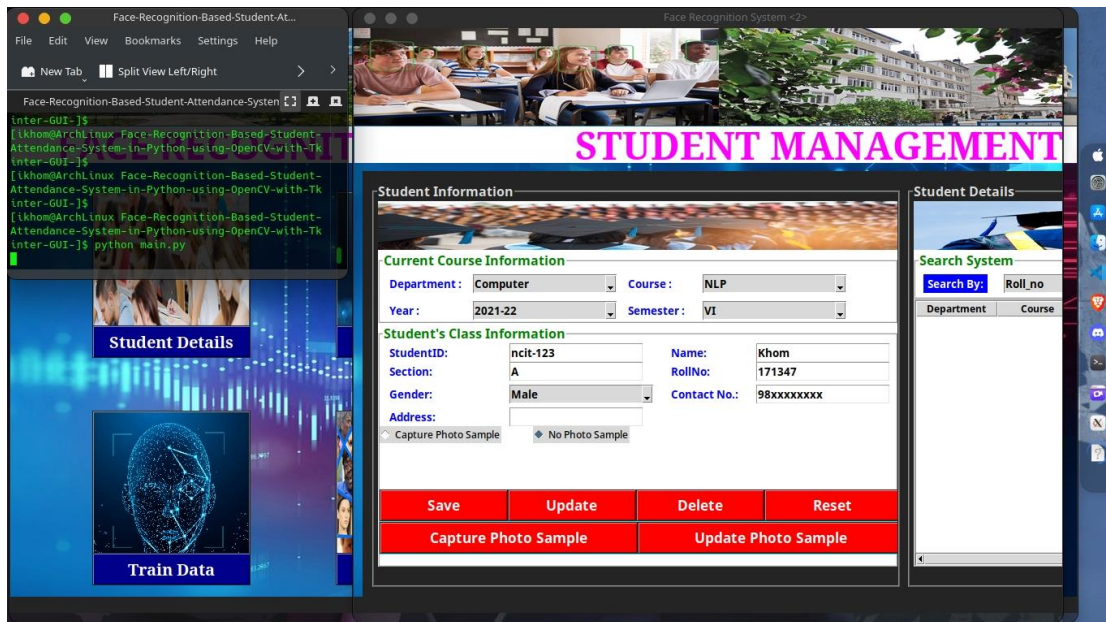 Face-Recognition-Based-Student-At...
File Edit View Bookmarks Settings Help
New Tab Split View Left/Right
Face-Recognition-Based-Student-Attendance-System
inter-GUI-]$
[ikhom@ArchLinux Face-Recognition-Based-Student-
Attendance-System-in-Python-using-OpenCV-with-Tk
inter-GUI-]$
[ikhom@ArchLinux Face-Recognition-Based-Student-
Attendance-System-in-Python-using-OpenCV-with-Tk
inter-GUI-]$
[ikhom@ArchLinux Face-Recognition-Based-Student-
Attendance-System-in-Python-using-OpenCV-with-Tk
inter-GUI-]$ python main.py
Student Details
Train Data
Face Recognition System <2>
STUDENT MANAGEMENT
Student Information
Current Course Information
Department : Computer Course : NLP
Year : 2021-22 Semester : VI
Student's Class Information
StudentID: ncit-123 Name: Khom
Section: A RollNo: 171347
Gender: Male Contact No.: 98xxxxxxxx
Address:
Capture Photo Sample No Photo Sample
Save Update Delete Reset
Capture Photo Sample Update Photo Sample
Student Details
Search System
Search By: Roll_no
Department Course